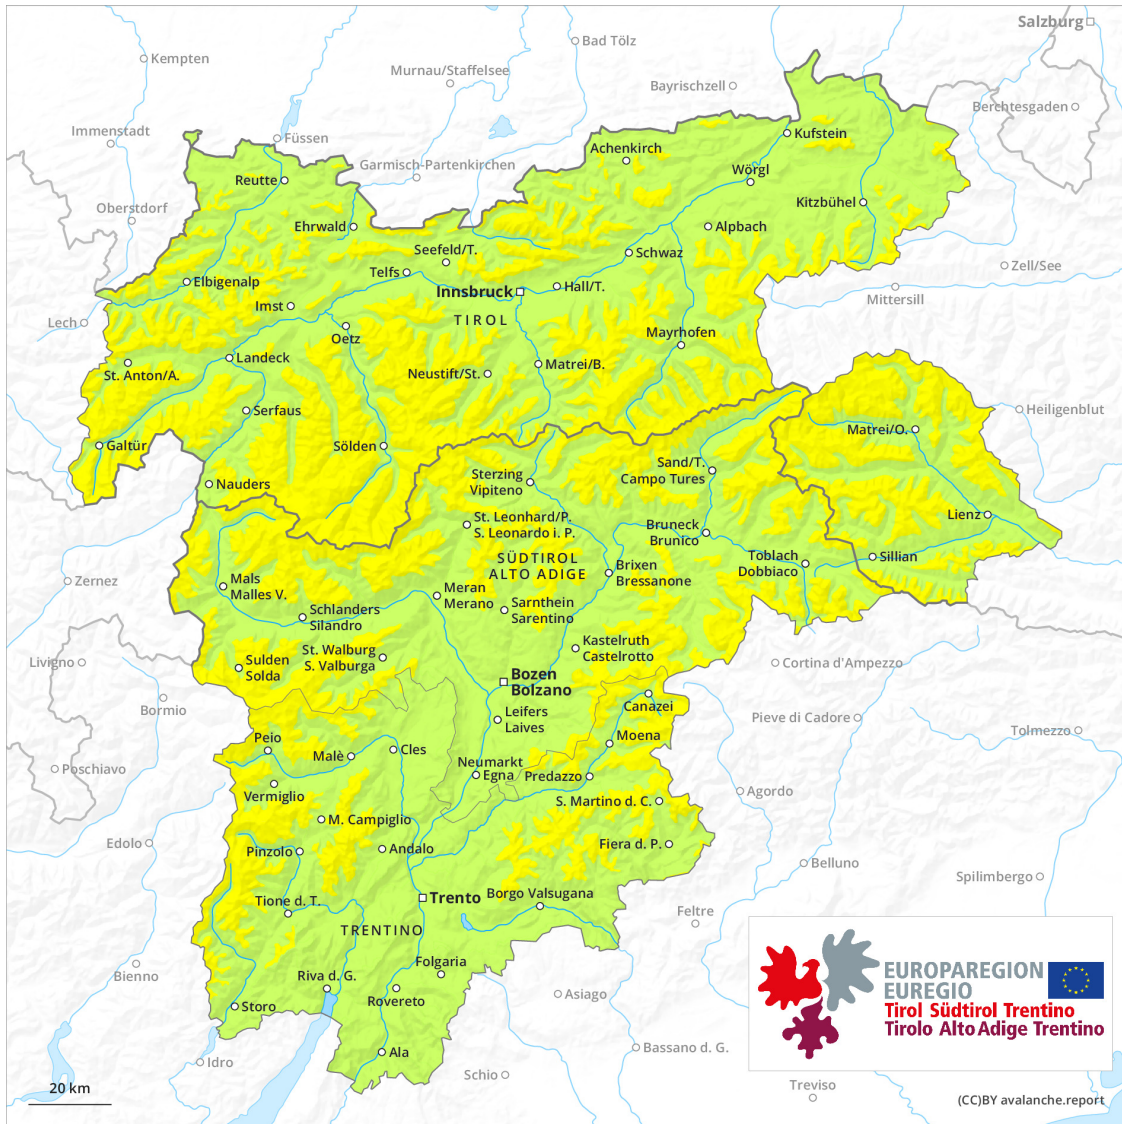 Salzburg
Bad Tölz
Kempten
Murnau/Staffelsee
Bayrischzell
Berchtesgaden
Immenstadt
Füssen
Kufstein
Achenkirch
Garmisch-Partenkirchen
Wörgl
Reutte
Oberstdorf
Kitzbühel
Ehrwald
Alpbach
Seefeld/T.
Schwaz
Telfs
Zell/See
Elbigenalp
Hall/T.
Innsbruck
Mittersill
Imst
TIROL
Lech
Oetz
Mayrhofen
Landeck
Matrei/B.
St. Anton/A.
Neustift/St.
Serfaus
Heiligenblut
Matrei/O.
Galtür
Sölden
Sand/T.
Campo Tures
Sterzing
Vipiteno
Nauders
Lienz
St. Leonhard/P.
S. Leonardo i. P.
Bruneck
Brunico
SÜDTIROL
ALTO ADIGE
Toblach
Dobbiaco
Sillian
Brixen
Bressanone
Zernez
Mals
Malles V.
Meran
Merano
Sarnthein
Sarentino
Schlanders
Silandro
Kastelruth
Castelrotto
St. Walburg
S. Valburga
Livigno
Sulden
Solda
Cortina d'Ampezzo
Bozen
Bolzano
Bormio
Canazei
Leifers
Laives
Pieve di Cadore
Tolmezzo
Peio
Moena
Cles
Malè
Poschiavo
Neumarkt
Egna
Predazzo
Vermiglio
Agordo
S. Martino d. C.
M. Campiglio
Edolo
Pinzolo
Andalo
Fiera d. P.
Belluno
Spilimbergo
Borgo Valsugana
Trento
Tione d. T.
Feltre
TRENTINO
Folgaria
Bienno
Riva d. G.
Rovereto
Asiago
Storo
EUROPAREGION
EUREGIO
Tirol Südtirol Trentino
Tirolo Alto Adige Trentino
Ala
Bassano d. G.
Idro
Schio
Treviso
20 km
(CC)BY avalanche.report